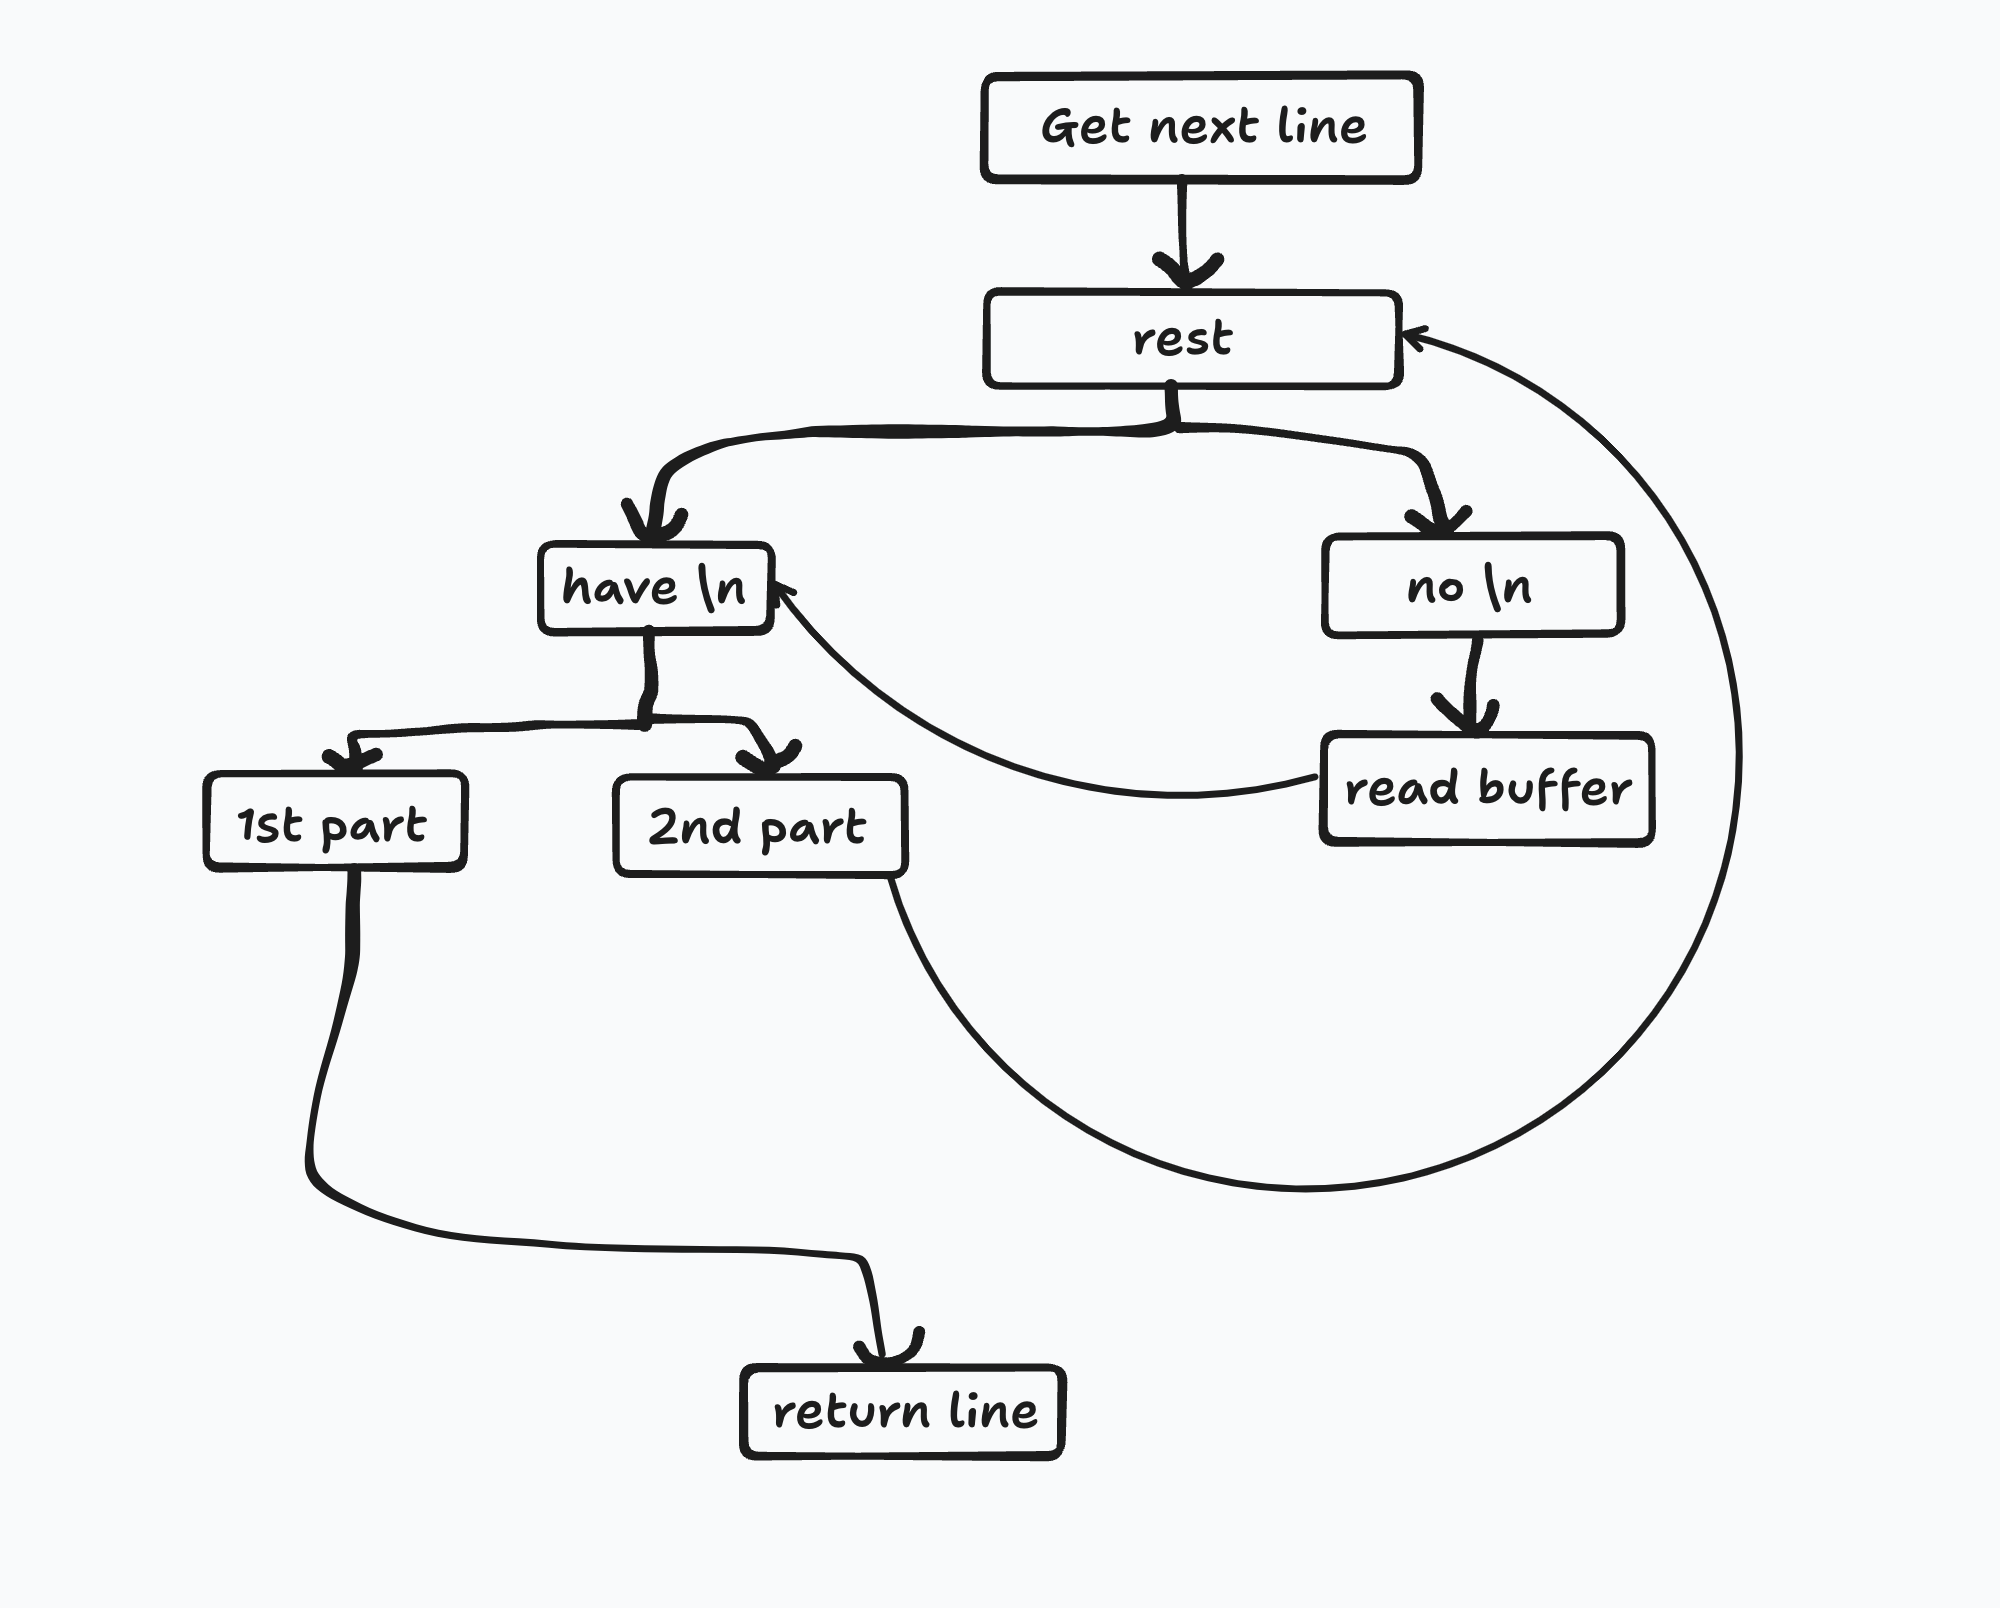 Get next line
rest
have \n
no \n
1st part
2nd part
read buffer
return line